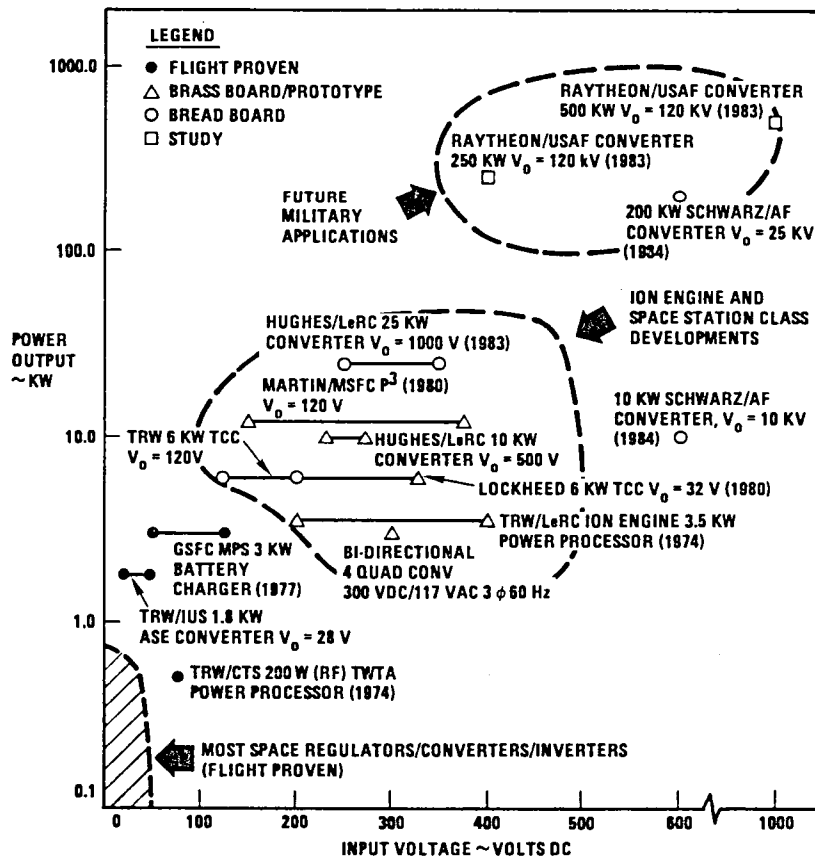 LEGEND
● FLIGHT PROVEN
△ BRASS BOARD/PROTOTYPE
○ BREAD BOARD
□ STUDY
1000.0
100.0
10.0
1.0
0.1
POWER
OUTPUT
~KW
RAYTHEON/USAF CONVERTER
500 KW V₀ = 120 KV (1983)
RAYTHEON/USAF CONVERTER
250 KW V₀ = 120 kV (1983)
FUTURE
MILITARY
APPLICATIONS
200 KW SCHWARZ/AF
CONVERTER V₀ = 25 KV
(1984)
ION ENGINE AND
SPACE STATION CLASS
DEVELOPMENTS
HUGHES/LeRC 25 KW
CONVERTER V₀ = 1000 V (1983)
MARTIN/MSFC P³ (1980)
V₀ = 120 V
10 KW SCHWARZ/AF
CONVERTER, V₀ = 10 KV
(1984)
TRW 6 KW TCC
V₀ = 120V
HUGHES/LeRC 10 KW
CONVERTER V₀ = 500 V
LOCKHEED 6 KW TCC V₀ = 32 V (1980)
TRW/LeRC ION ENGINE 3.5 KW
POWER PROCESSOR (1974)
GSFC MPS 3 KW
BATTERY
CHARGER (1977)
BI-DIRECTIONAL
4 QUAD CONV
300 VDC/117 VAC 3 ϕ 60 Hz
TRW/IUS 1.8 KW
ASE CONVERTER V₀ = 28 V
TRW/CTS 200 W (RF) TWTA
POWER PROCESSOR (1974)
MOST SPACE REGULATORS/CONVERTERS/INVERTERS
(FLIGHT PROVEN)
0 100 200 300 400 500 600 1000
INPUT VOLTAGE ~ VOLTS DC